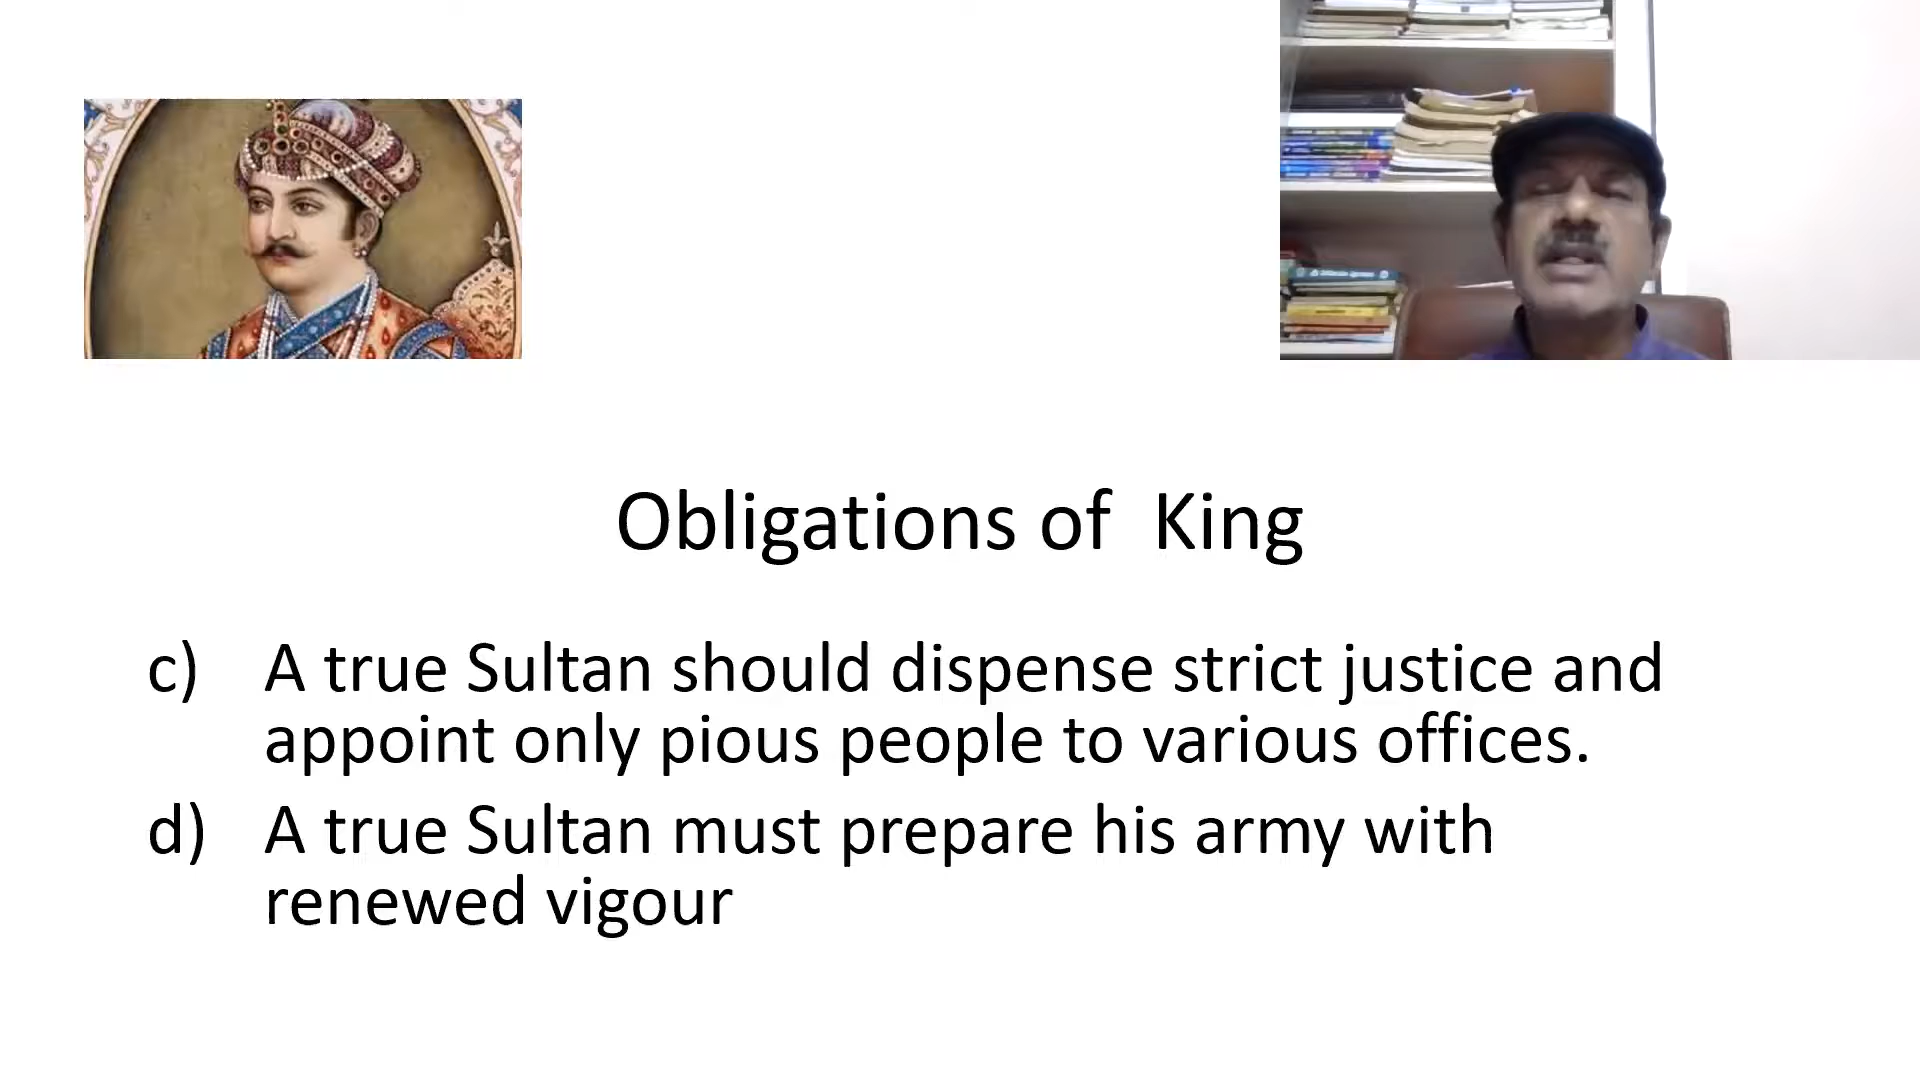 Obligations of King
c) A true Sultan should dispense strict justice and
appoint only pious people to various offices.
d) A true Sultan must prepare his army with
renewed vigour